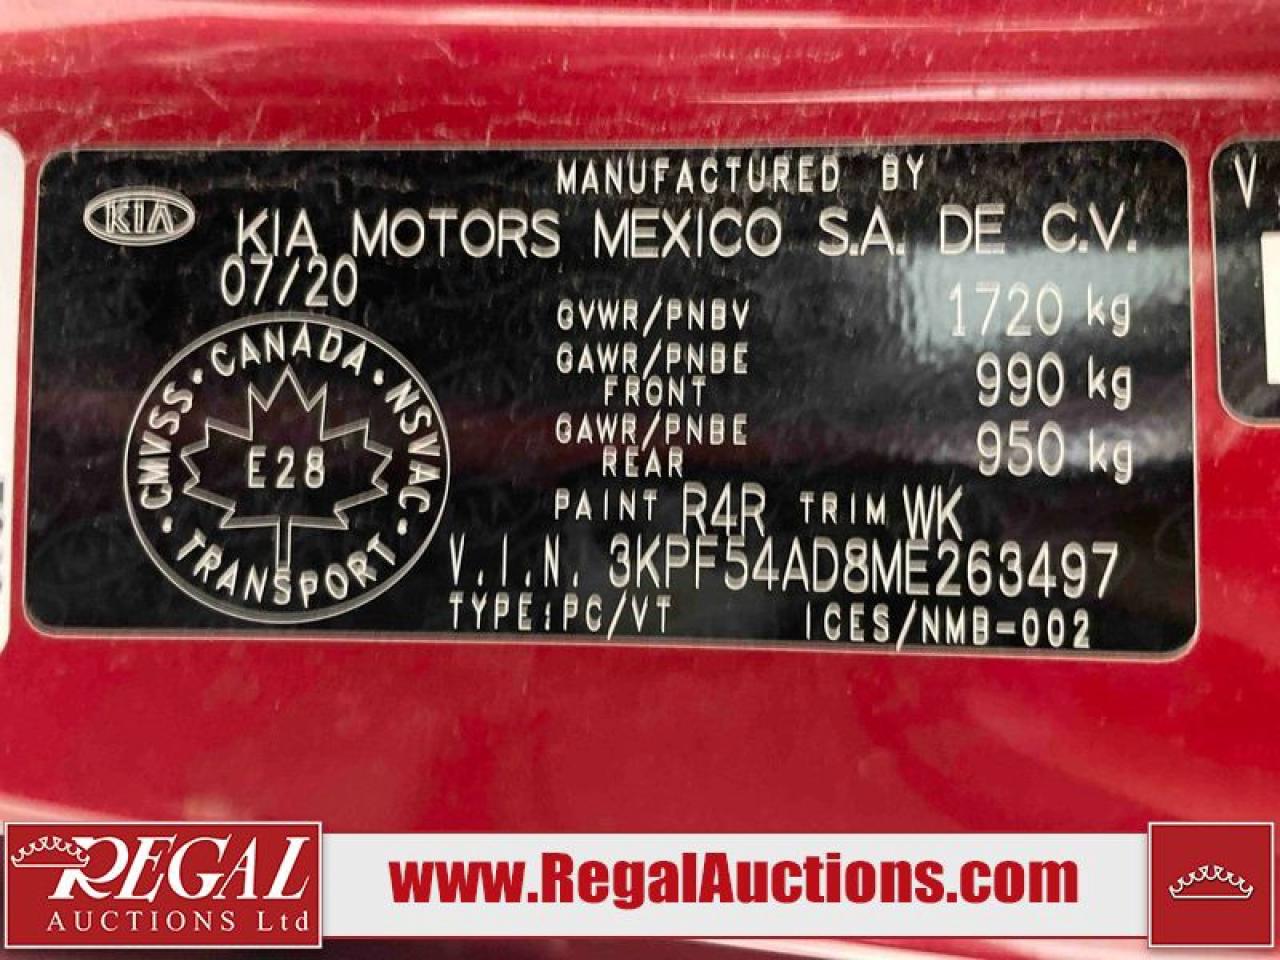 MANUFACTURED BY
KIA
KIA MOTORS MEXICO S.A. DE C.V.
07/20
GVWR/PNBV 1720 kg
GAWR/PNBE FRONT 990 kg
GAWR/PNBE REAR 950 kg
CMVSS · CANADA · NSVAC · TRANSPORT ·
E28
PAINT R4R TRIM WK
V.I.N. 3KPF54AD8ME263497
TYPE:PC/VT ICES/NMB-002
V
REGAL
AUCTIONS Ltd
www.RegalAuctions.com